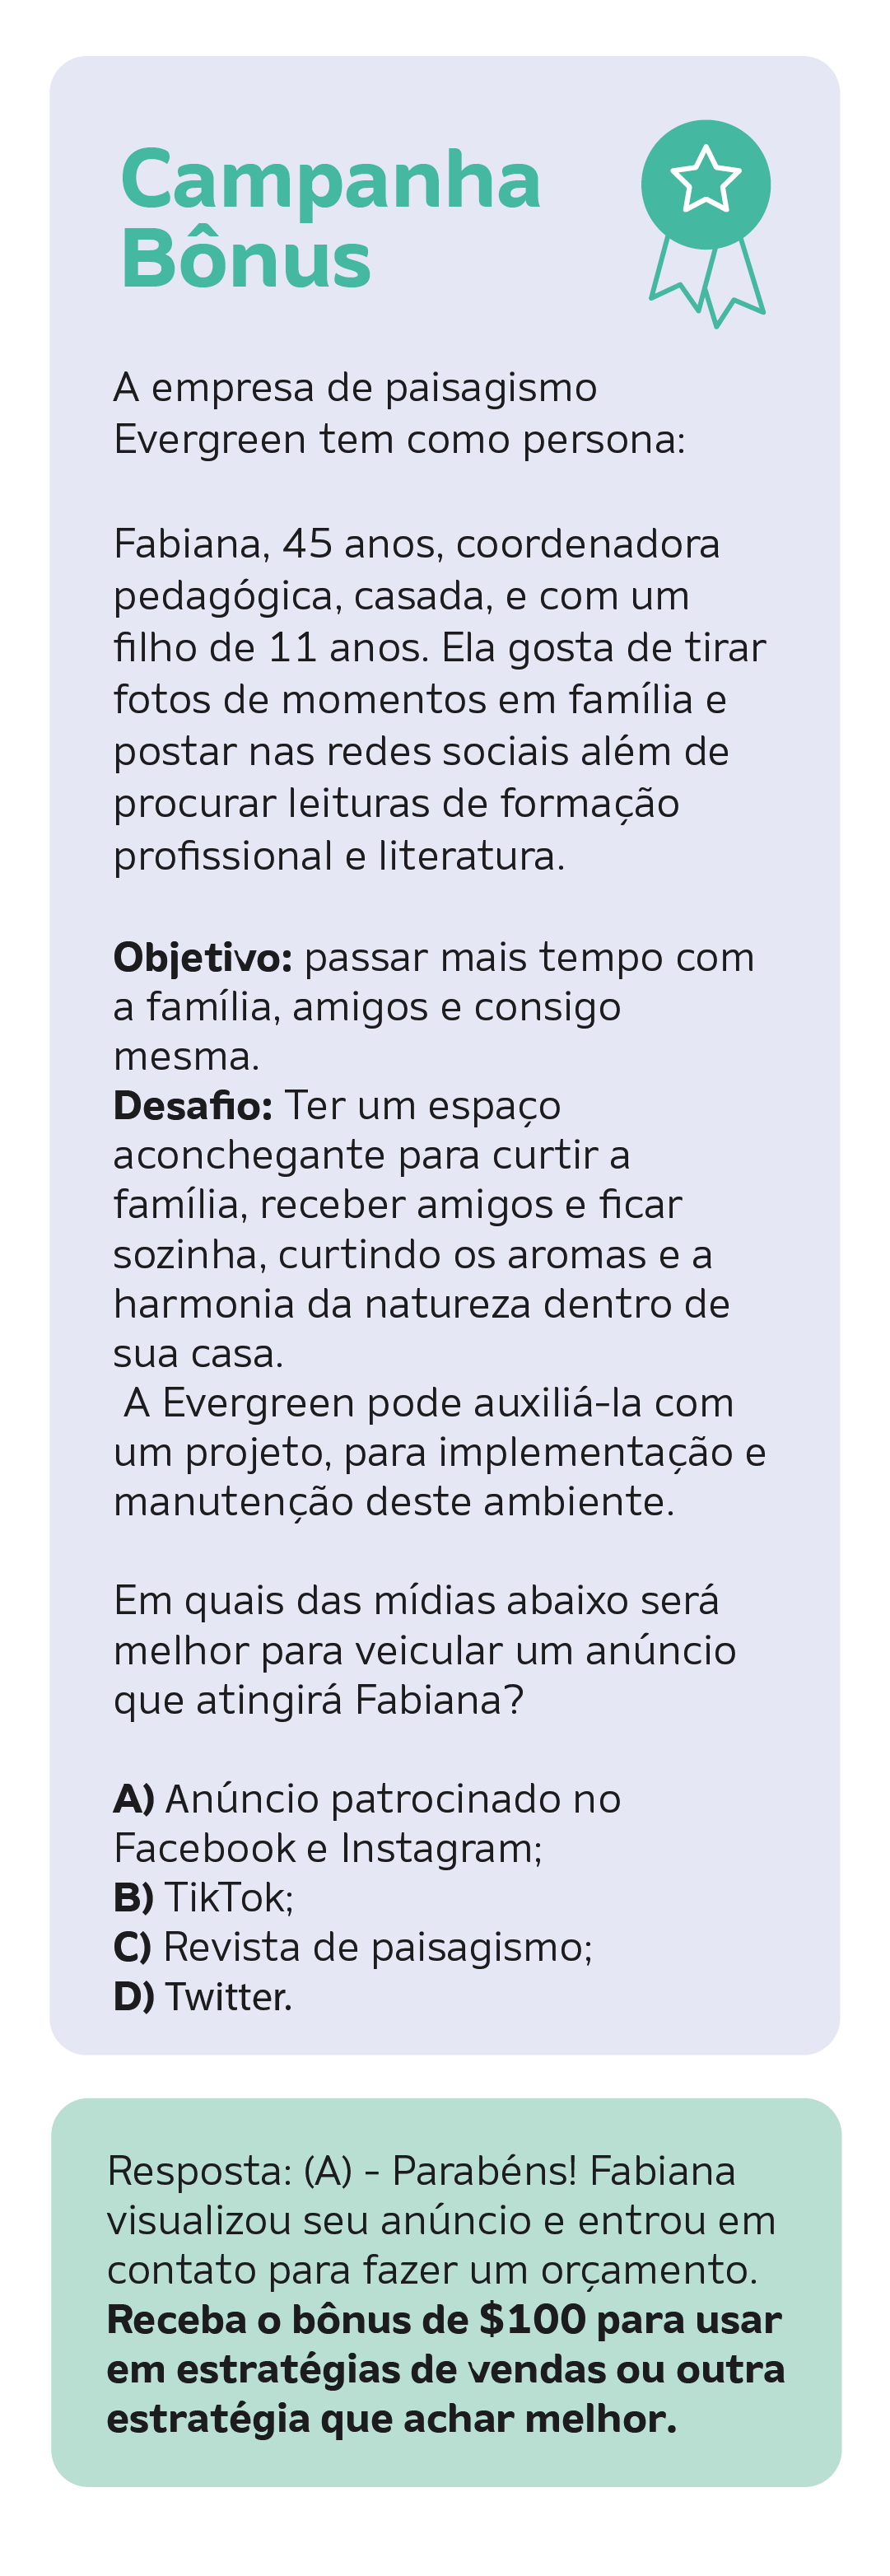 Campanha
Bônus
A empresa de paisagismo
Evergreen tem como persona:
Fabiana, 45 anos, coordenadora
pedagógica, casada, e com um
filho de 11 anos. Ela gosta de tirar
fotos de momentos em família e
postar nas redes sociais além de
procurar leituras de formação
profissional e literatura.
Objetivo: passar mais tempo com
a família, amigos e consigo
mesma.
Desafio: Ter um espaço
aconchegante para curtir a
família, receber amigos e ficar
sozinha, curtindo os aromas e a
harmonia da natureza dentro de
sua casa.
A Evergreen pode auxiliá-la com
um projeto, para implementação e
manutenção deste ambiente.
Em quais das mídias abaixo será
melhor para veicular um anúncio
que atingirá Fabiana?
A) Anúncio patrocinado no
Facebook e Instagram;
B) TikTok;
C) Revista de paisagismo;
D) Twitter.
Resposta: (A) - Parabéns! Fabiana
visualizou seu anúncio e entrou em
contato para fazer um orçamento.
Receba o bônus de $100 para usar
em estratégias de vendas ou outra
estratégia que achar melhor.